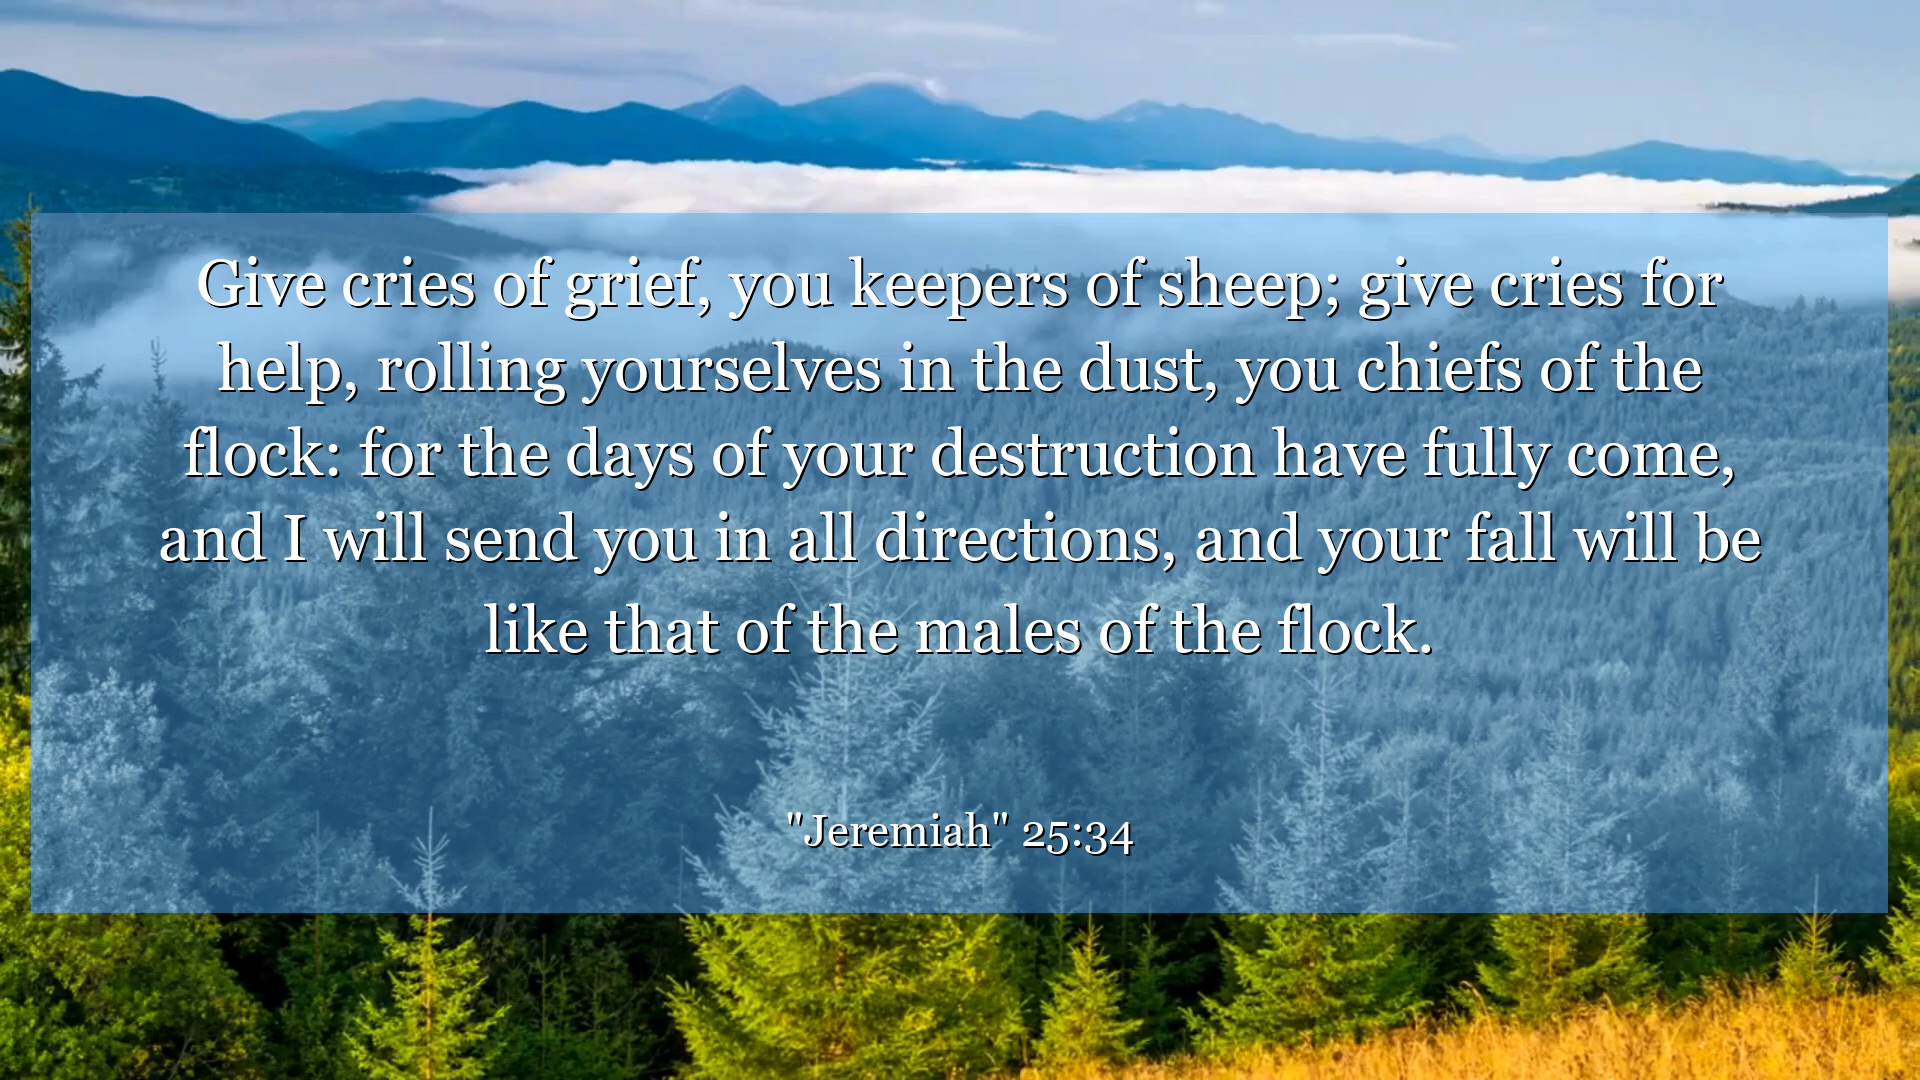 Give cries of grief, you keepers of sheep; give cries for
help, rolling yourselves in the dust, you chiefs of the
flock: for the days of your destruction have fully come,
and I will send you in all directions, and your fall will be
like that of the males of the flock.
"Jeremiah" 25:34